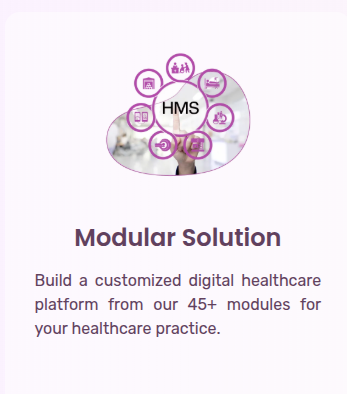 HMS
Modular Solution
Build a customized digital healthcare
platform from our 45+ modules for
your healthcare practice.